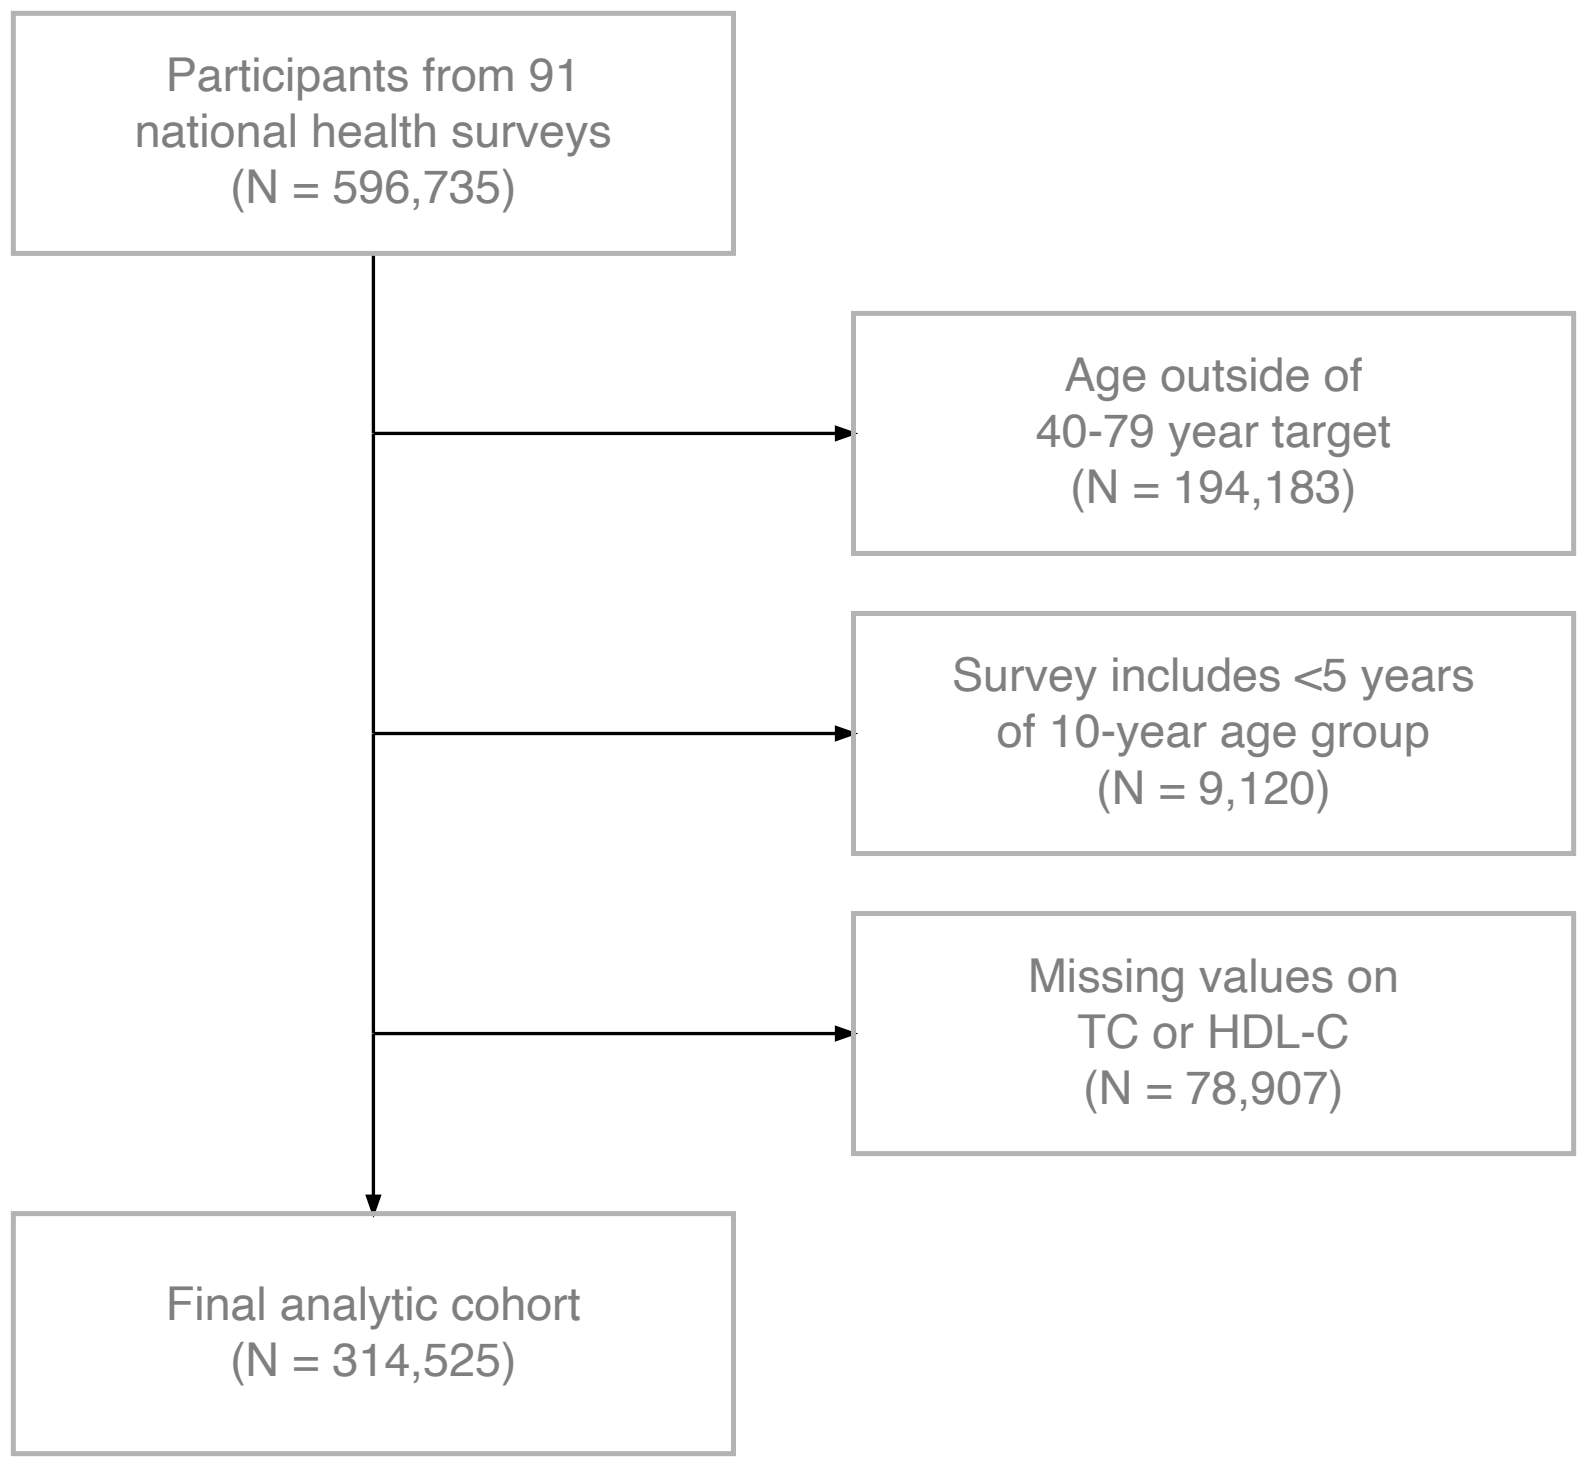 Participants from 91
national health surveys
(N = 596,735)
Age outside of
40-79 year target
(N = 194,183)
Survey includes <5 years
of 10-year age group
(N = 9,120)
Missing values on
TC or HDL-C
(N = 78,907)
Final analytic cohort
(N = 314,525)